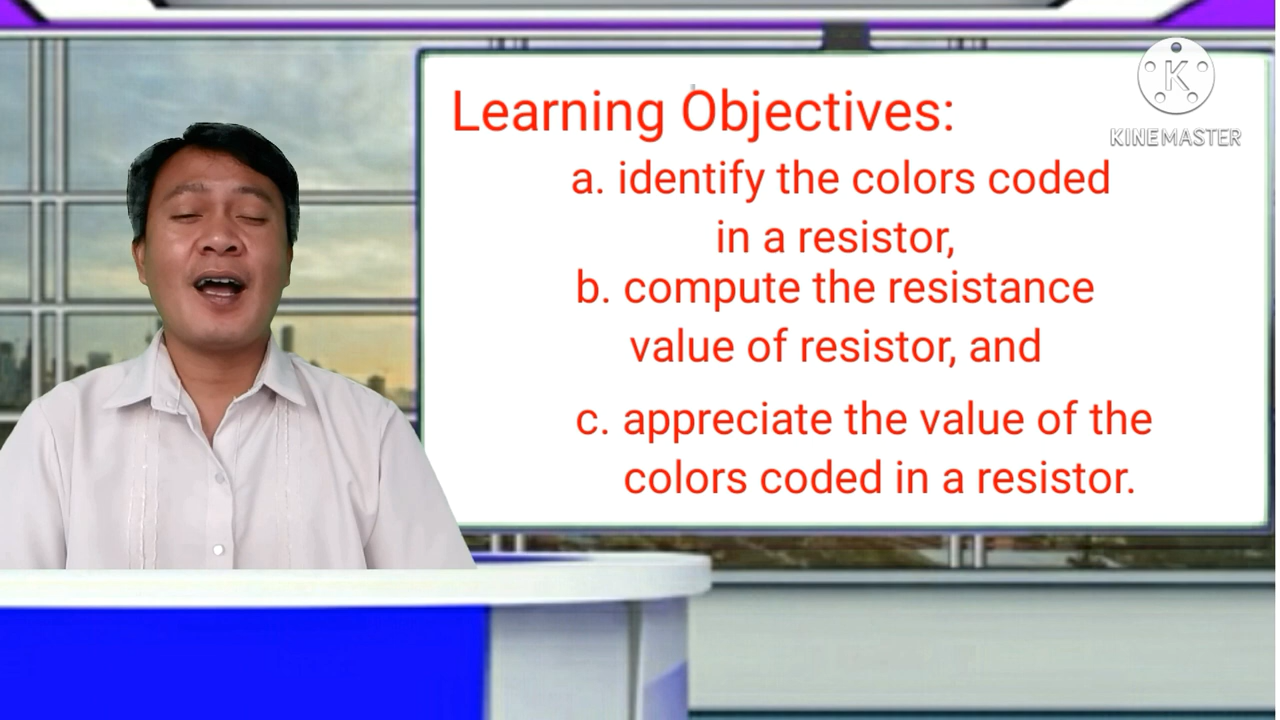 Learning Objectives:
a. identify the colors coded
in a resistor,
b. compute the resistance
value of resistor, and
c. appreciate the value of the
colors coded in a resistor.
K
KINEMASTER